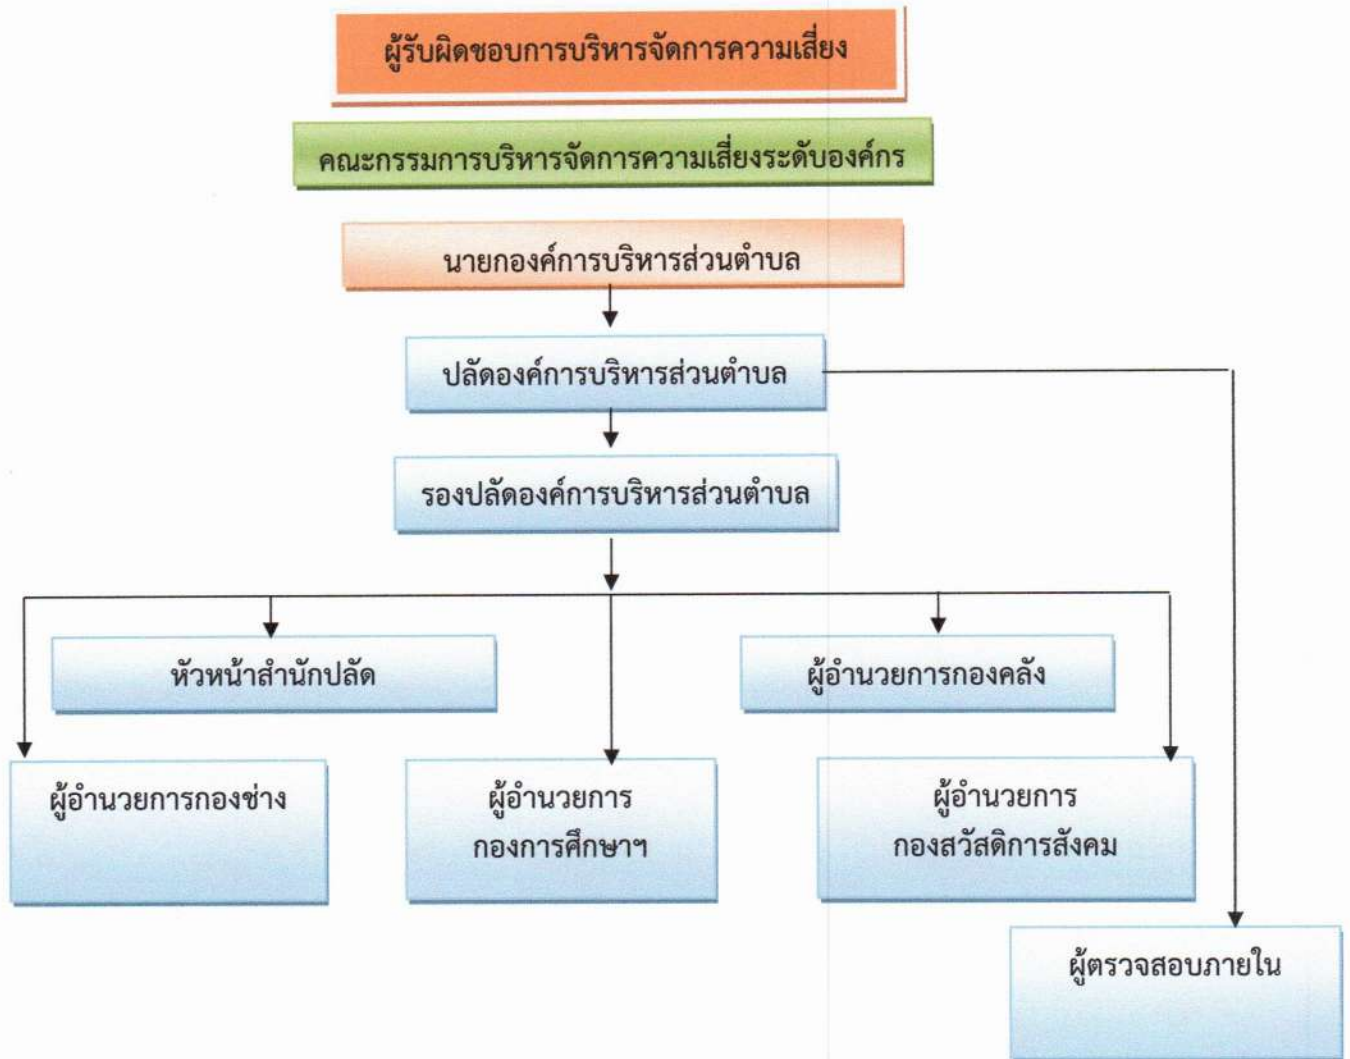 ผู้รับผิดชอบการบริหารจัดการความเสี่ยง
คณะกรรมการบริหารจัดการความเสี่ยงระดับองค์กร
นายกองค์การบริหารส่วนตำบล
ปลัดองค์การบริหารส่วนตำบล
รองปลัดองค์การบริหารส่วนตำบล
หัวหน้าสำนักปลัด
ผู้อำนวยการกองคลัง
ผู้อำนวยการกองช่าง
ผู้อำนวยการ
กองการศึกษาฯ
ผู้อำนวยการ
กองสวัสดิการสังคม
ผู้ตรวจสอบภายใน